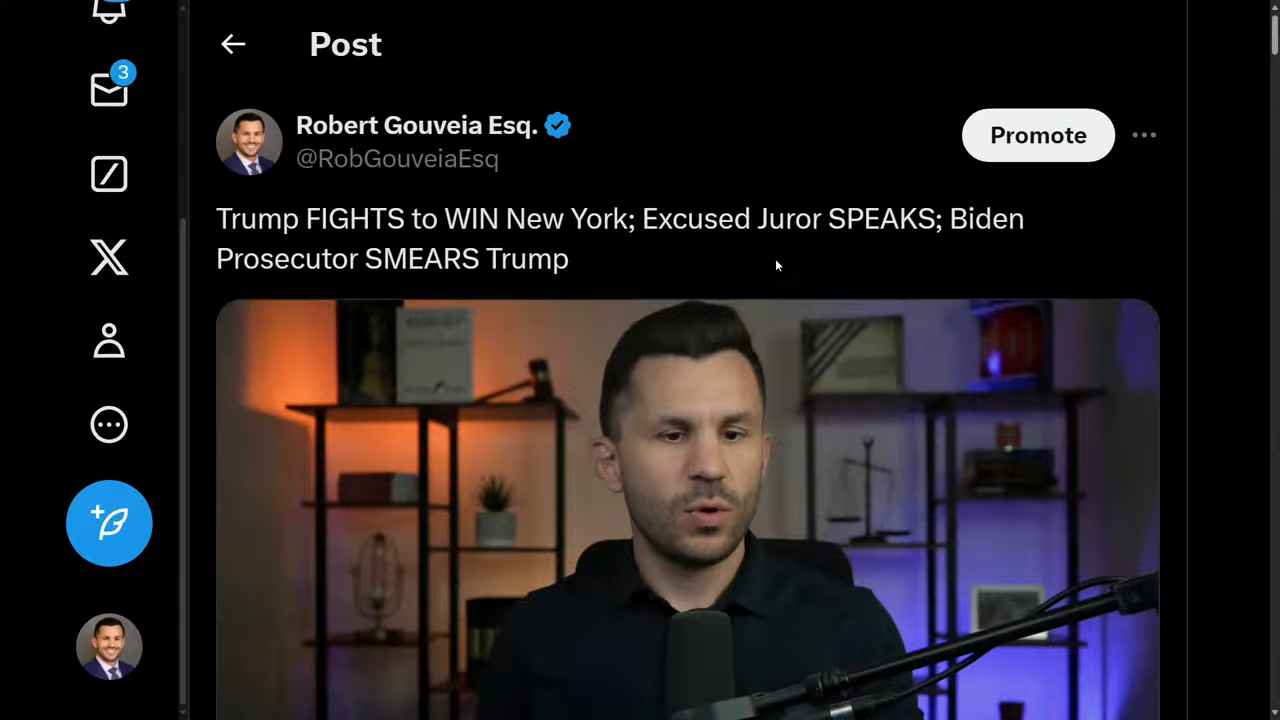 3
Post
Robert Gouveia Esq.
@RobGouveiaEsq
Promote
Trump FIGHTS to WIN New York; Excused Juror SPEAKS; Biden
Prosecutor SMEARS Trump